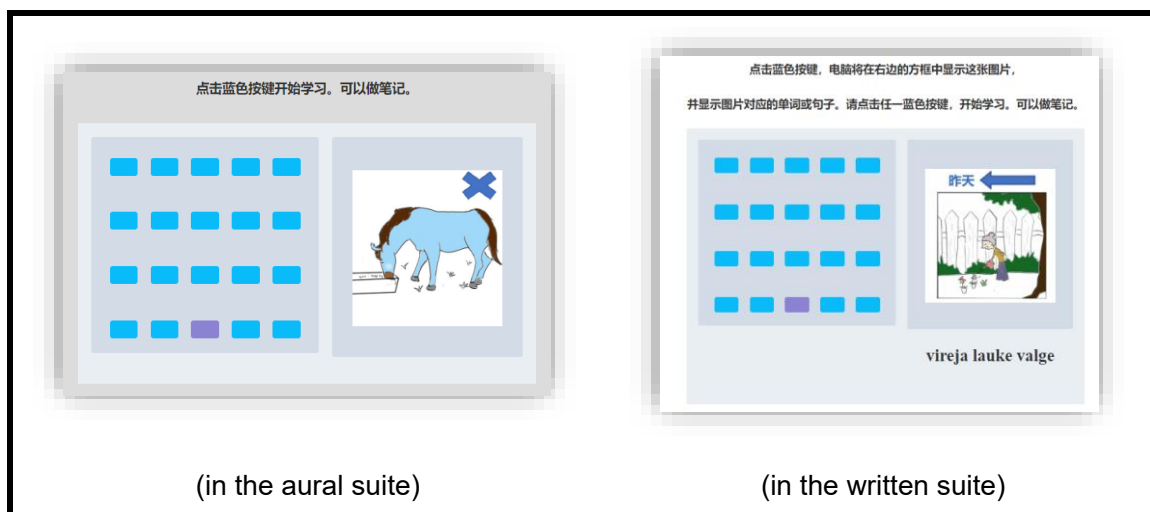 点击蓝色按键开始学习。可以做笔记。
点击蓝色按键，电脑将在右边的方框中显示这张图片，
并显示图片对应的单词或句子。请点击任一蓝色按键，开始学习。可以做笔记。
昨天
vireja lauke valge
(in the aural suite)
(in the written suite)